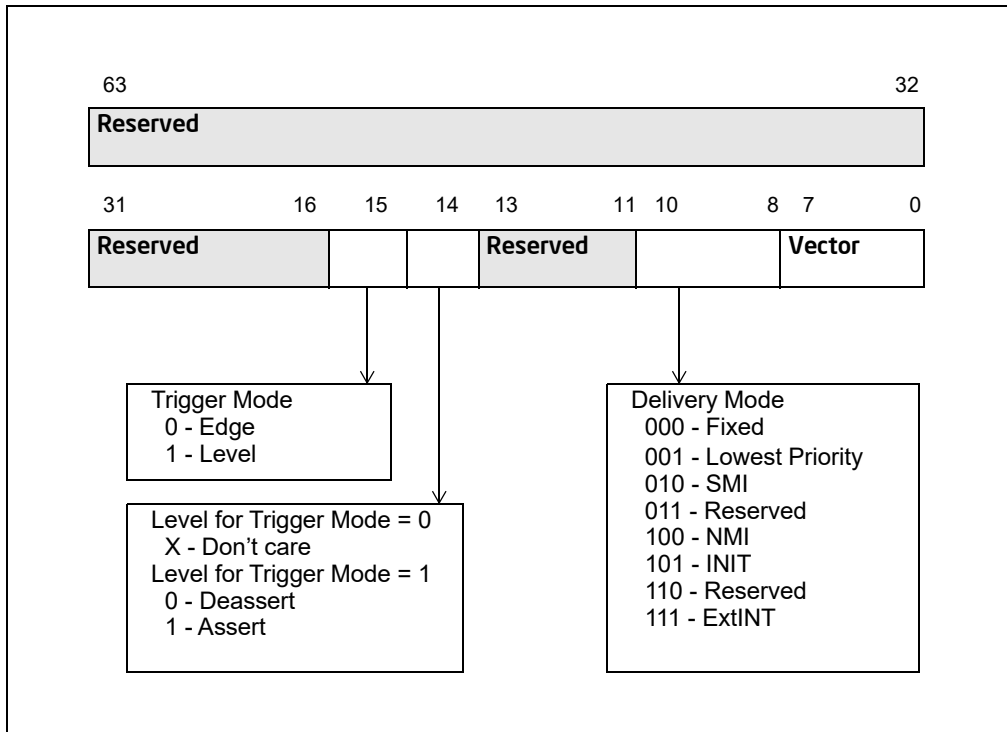 63 32
Reserved
31 16 15 14 13 11 10 8 7 0
Reserved Reserved Vector
Trigger Mode
0 - Edge
1 - Level
Level for Trigger Mode = 0
X - Don’t care
Level for Trigger Mode = 1
0 - Deassert
1 - Assert
Delivery Mode
000 - Fixed
001 - Lowest Priority
010 - SMI
011 - Reserved
100 - NMI
101 - INIT
110 - Reserved
111 - ExtINT